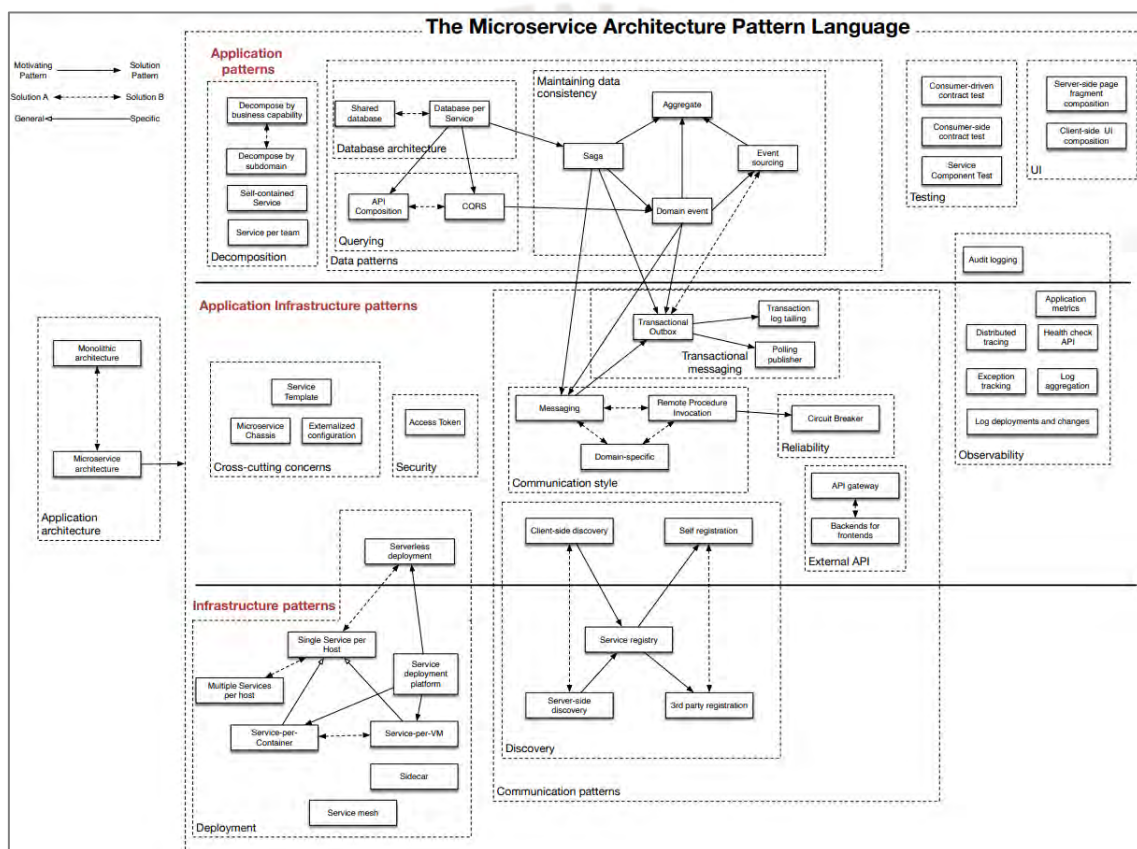 The Microservice Architecture Pattern Language
Motivating
Pattern
Solution
Pattern
Solution A
Solution B
General
Specific
Application
patterns
Decompose by
business capability
Decompose by
subdomain
Self-contained
Service
Service per team
Decomposition
Shared
database
Database per
Service
Database architecture
API
Composition
CQRS
Querying
Data patterns
Maintaining data
consistency
Aggregate
Saga
Event
sourcing
Domain event
Consumer-driven
contract test
Consumer-side
contract test
Service
Component Test
Testing
Server-side page
fragment
composition
Client-side UI
composition
UI
Application Infrastructure patterns
Monolithic
architecture
Microservice
architecture
Application
architecture
Service
Template
Microservice
Chassis
Externalized
configuration
Cross-cutting concerns
Access Token
Security
Transactional
Outbox
Transaction
log tailing
Polling
publisher
Transactional
messaging
Messaging
Remote Procedure
Invocation
Domain-specific
Communication style
Circuit Breaker
Reliability
API gateway
Backends for
frontends
External API
Audit logging
Application
metrics
Distributed
tracing
Health check
API
Exception
tracking
Log
aggregation
Log deployments and changes
Observability
Infrastructure patterns
Serverless
deployment
Single Service per
Host
Multiple Services
per host
Service
deployment
platform
Service-per-
Container
Service-per-VM
Sidecar
Service mesh
Deployment
Client-side discovery
Self registration
Service registry
Server-side
discovery
3rd party registration
Discovery
Communication patterns